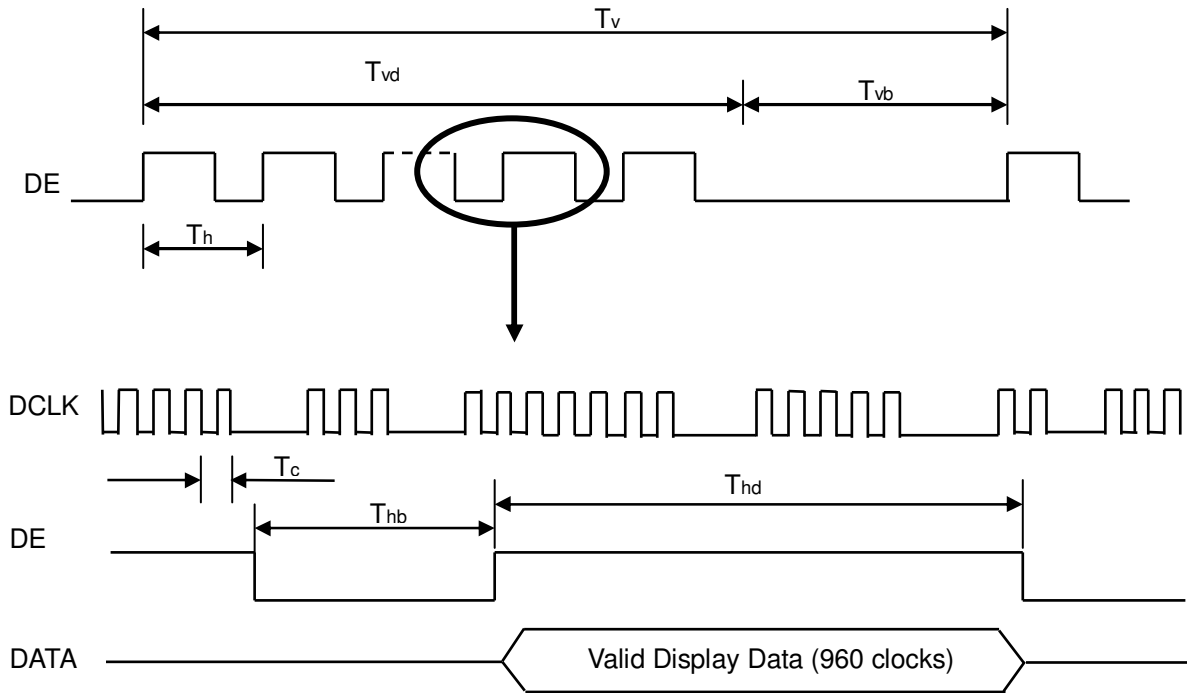 Tv
Tvd
Tvb
DE
Th
DCLK
Tc
Thd
Thb
DE
DATA
Valid Display Data (960 clocks)